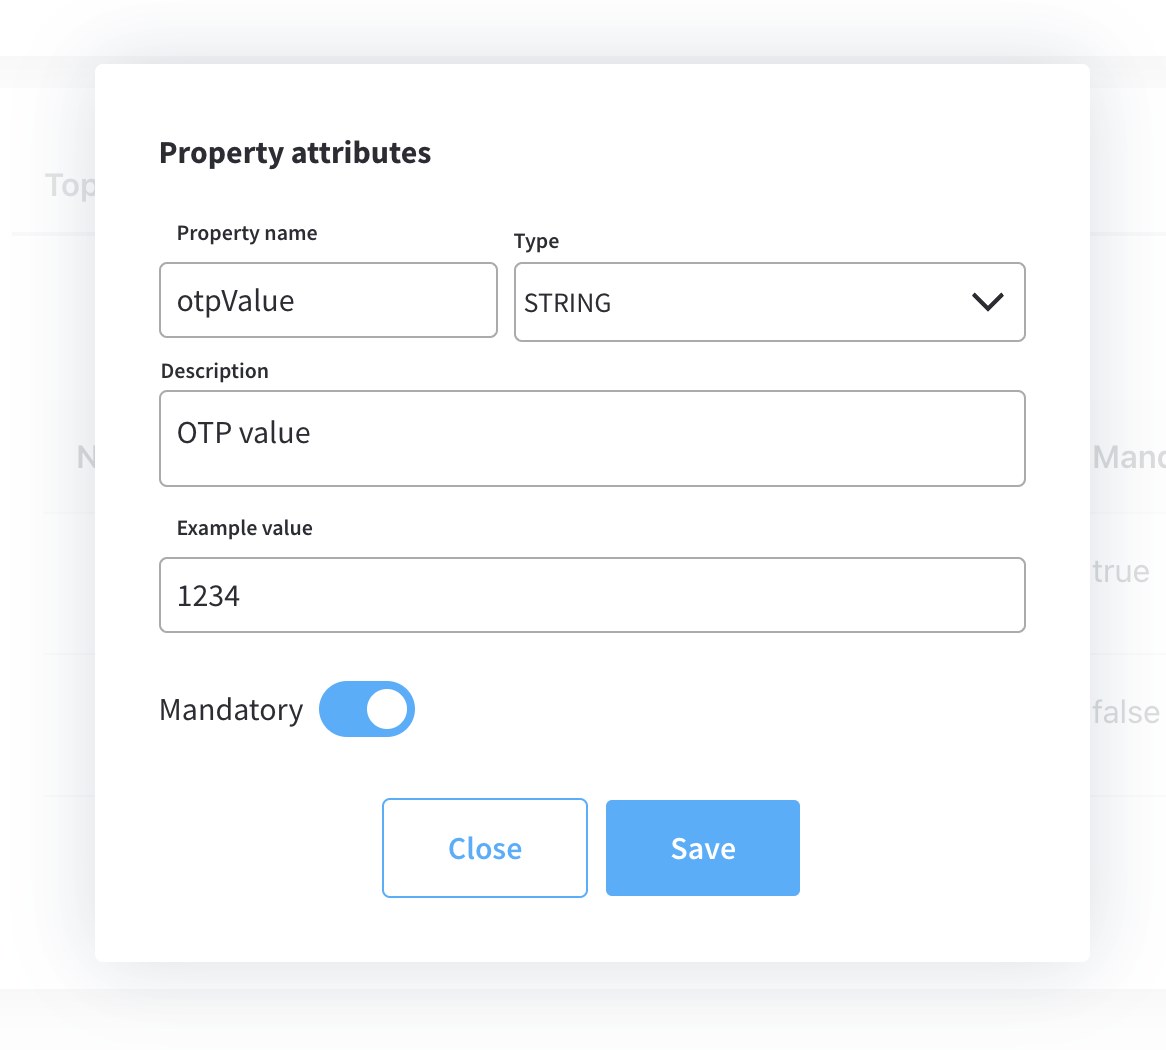 Property attributes
Top
Property name
Type
otpValue
STRING
Description
OTP value
N
Mand
Example value
true
1234
Mandatory
false
Close
Save